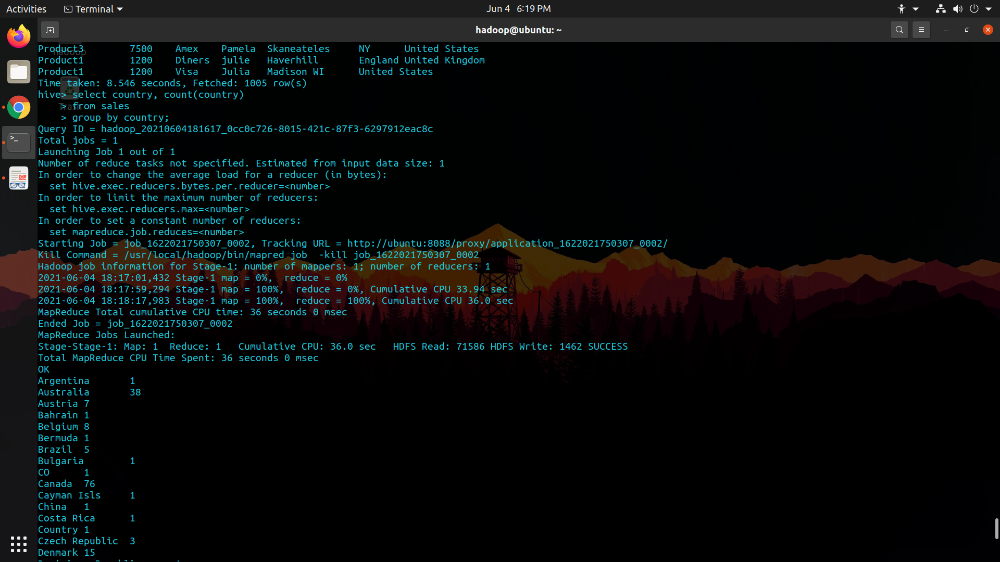 Activities Terminal Jun 4 6:19 PM
hadoop@ubuntu: ~
Product3 7500 Amex Pamela Skaneateles NY United States
hadoop
Product1 1200 Diners julie Haverhill England United Kingdom
Product1 1200 Visa Julia Madison WI United States
Time taken: 8.546 seconds, Fetched: 1005 row(s)
hive> select country, count(country)
> from sales
Trash
> group by country;
Query ID = hadoop_20210604181617_0cc0c726-8015-421c-87f3-6297912eac8c
Total jobs = 1
Launching Job 1 out of 1
Number of reduce tasks not specified. Estimated from input data size: 1
In order to change the average load for a reducer (in bytes):
set hive.exec.reducers.bytes.per.reducer=<number>
In order to limit the maximum number of reducers:
set hive.exec.reducers.max=<number>
In order to set a constant number of reducers:
set mapreduce.job.reduces=<number>
Starting Job = job_1622021750307_0002, Tracking URL = http://ubuntu:8088/proxy/application_1622021750307_0002/
Kill Command = /usr/local/hadoop/bin/mapred job -kill job_1622021750307_0002
Hadoop job information for Stage-1: number of mappers: 1; number of reducers: 1
2021-06-04 18:17:01,432 Stage-1 map = 0%, reduce = 0%
2021-06-04 18:17:59,294 Stage-1 map = 100%, reduce = 0%, Cumulative CPU 33.94 sec
2021-06-04 18:18:17,983 Stage-1 map = 100%, reduce = 100%, Cumulative CPU 36.0 sec
MapReduce Total cumulative CPU time: 36 seconds 0 msec
Ended Job = job_1622021750307_0002
MapReduce Jobs Launched:
Stage-Stage-1: Map: 1 Reduce: 1 Cumulative CPU: 36.0 sec HDFS Read: 71586 HDFS Write: 1462 SUCCESS
Total MapReduce CPU Time Spent: 36 seconds 0 msec
OK
Argentina 1
Australia 38
Austria 7
Bahrain 1
Belgium 8
Bermuda 1
Brazil 5
Bulgaria 1
CO 1
Canada 76
Cayman Isls 1
China 1
Costa Rica 1
Country 1
Czech Republic 3
Denmark 15